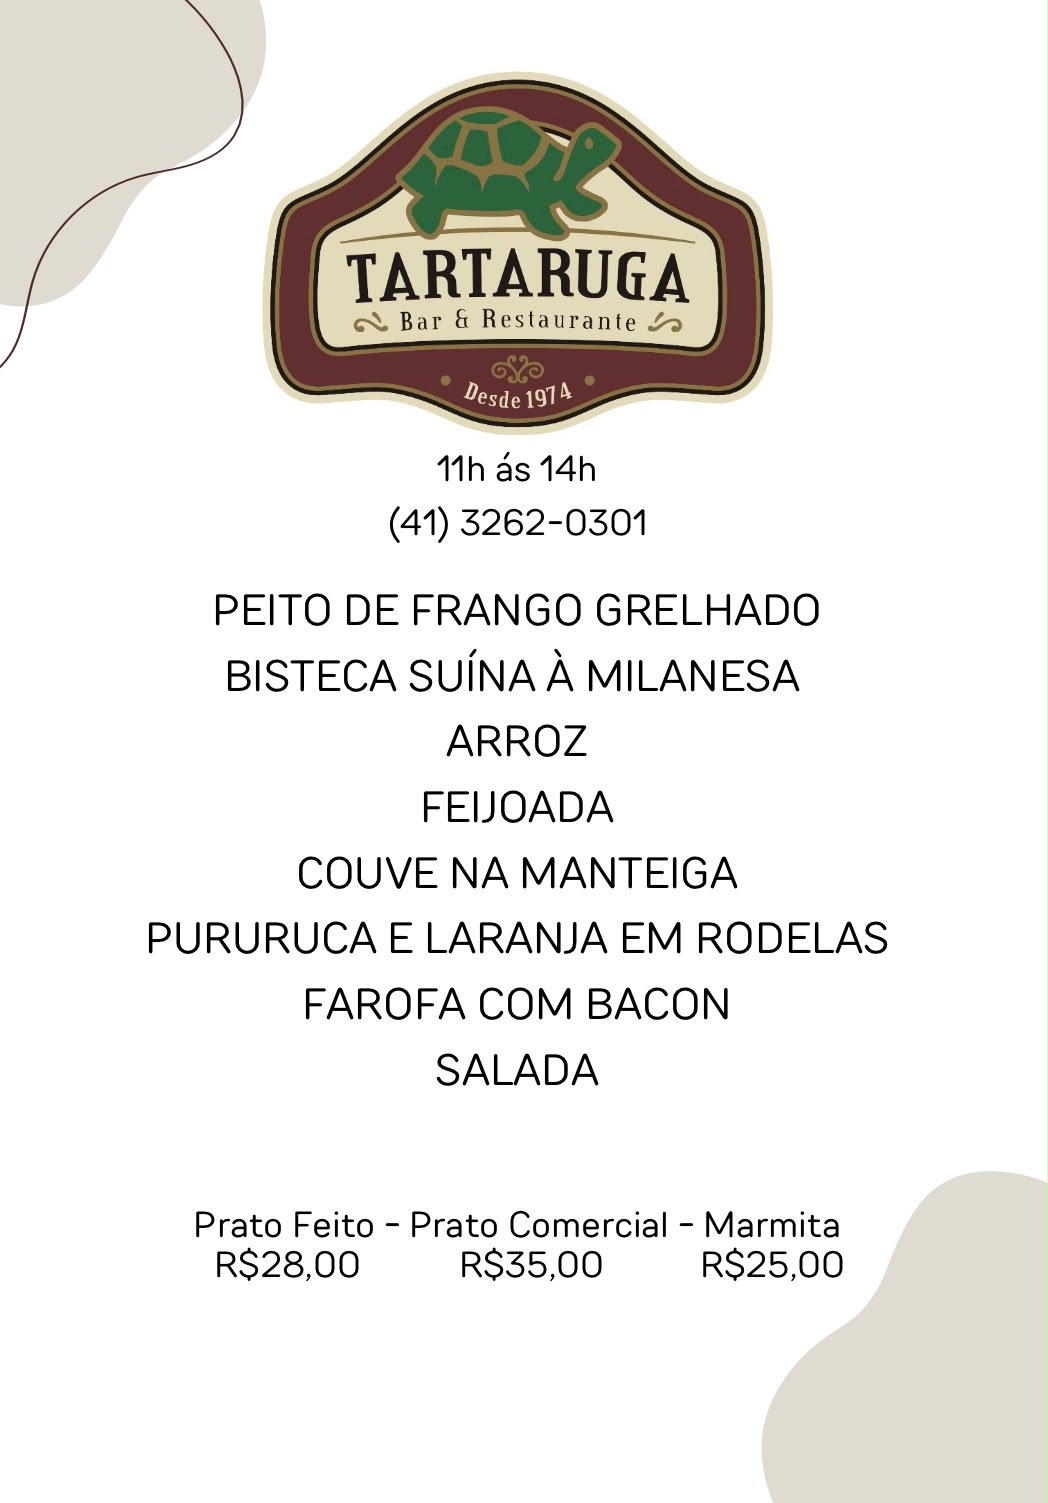 TARTARUGA
Bar & Restaurante
Desde 1974
11h ás 14h
(41) 3262-0301
PEITO DE FRANGO GRELHADO
BISTECA SUÍNA À MILANESA
ARROZ
FEIJOADA
COUVE NA MANTEIGA
PURURUCA E LARANJA EM RODELAS
FAROFA COM BACON
SALADA
Prato Feito - Prato Comercial - Marmita
R$28,00 R$35,00 R$25,00